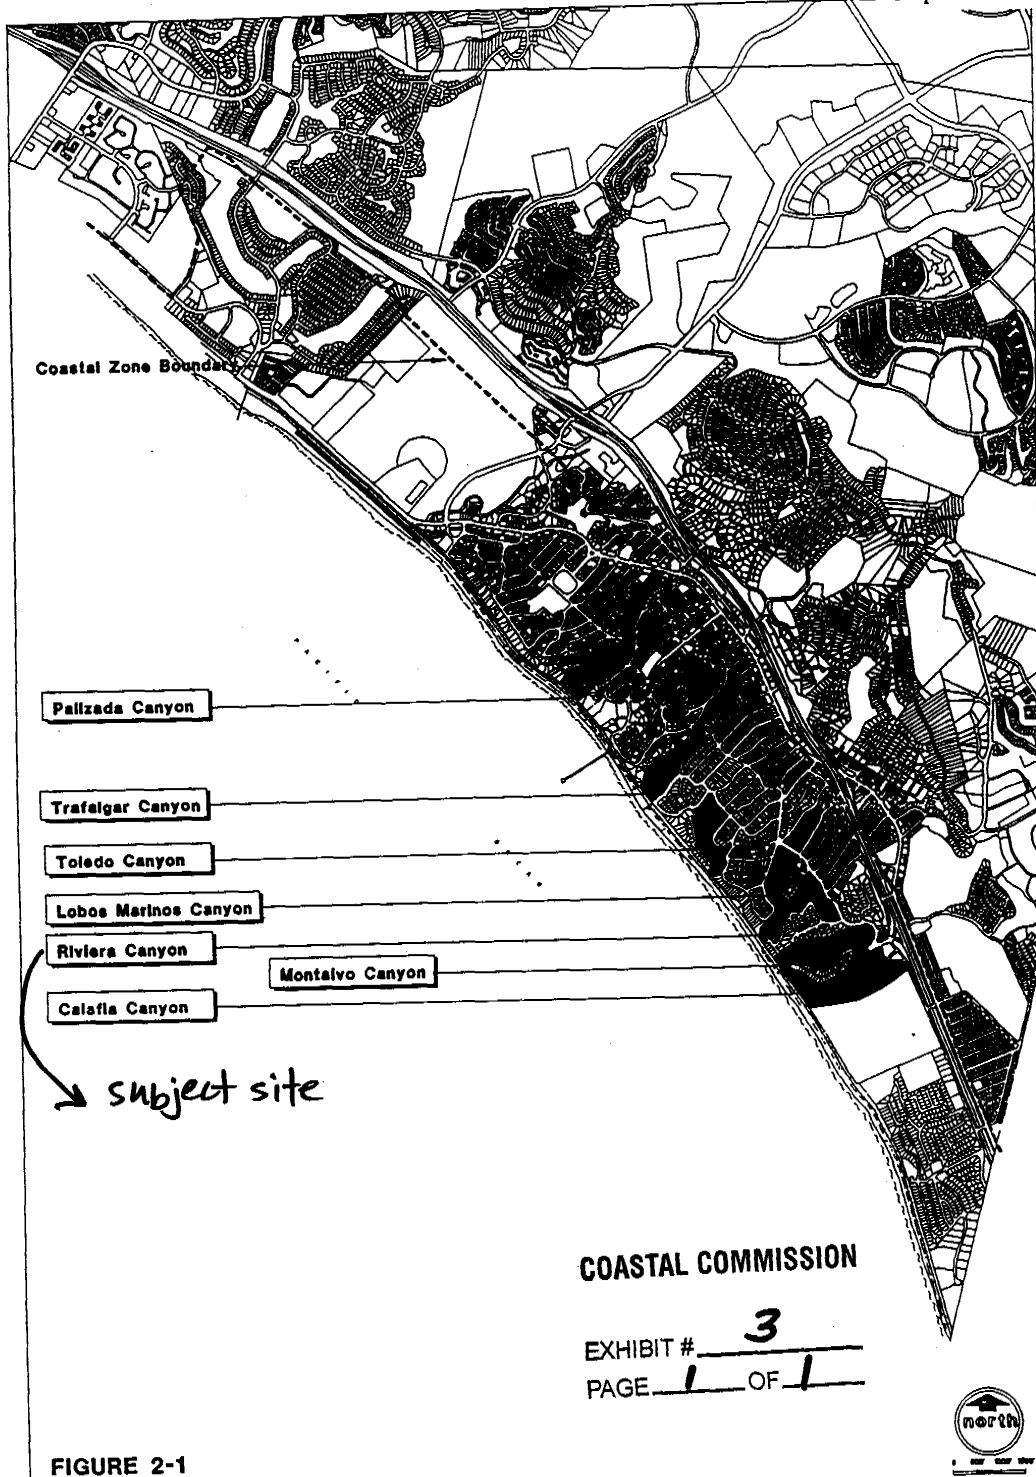 Coastal Zone Boundary
Palizada Canyon
Trafalgar Canyon
Toledo Canyon
Lobos Marinos Canyon
Riviera Canyon
Montalvo Canyon
Calafia Canyon
subject site
COASTAL COMMISSION
EXHIBIT # 3
PAGE 1 OF 1
north
FIGURE 2-1